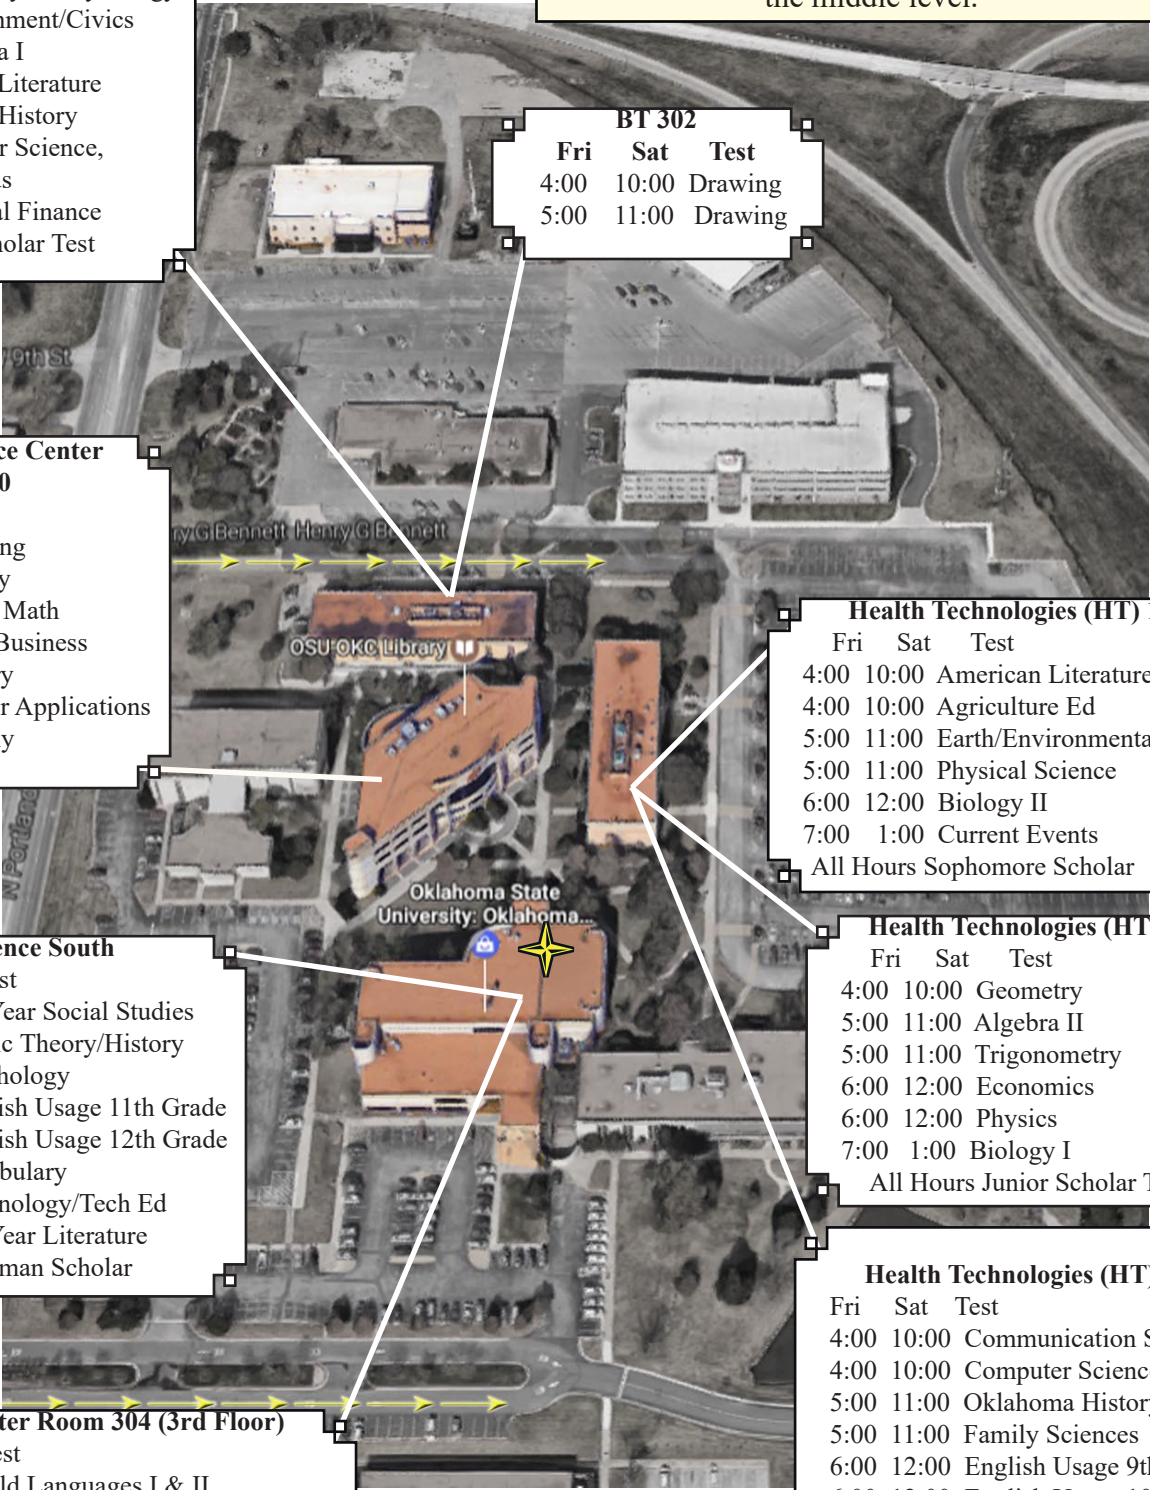 the middle level.
nment/Civics
a I
Literature
History
r Science,
s
al Finance
olar Test
BT 302
Fri Sat Test
4:00 10:00 Drawing
5:00 11:00 Drawing
9th St
ce Center
0
ng
y
Math
Business
ry
r Applications
y
ry G Bennett Henry G Bennett
OSU-OKC Library
N Portland
Oklahoma State
University: Oklahoma...
Health Technologies (HT) 1
Fri Sat Test
4:00 10:00 American Literature
4:00 10:00 Agriculture Ed
5:00 11:00 Earth/Environmenta
5:00 11:00 Physical Science
6:00 12:00 Biology II
7:00 1:00 Current Events
All Hours Sophomore Scholar
Health Technologies (HT
Fri Sat Test
4:00 10:00 Geometry
5:00 11:00 Algebra II
5:00 11:00 Trigonometry
6:00 12:00 Economics
6:00 12:00 Physics
7:00 1:00 Biology I
All Hours Junior Scholar T
ence South
st
Year Social Studies
ic Theory/History
hology
ish Usage 11th Grade
ish Usage 12th Grade
bulary
nology/Tech Ed
Year Literature
man Scholar
Health Technologies (HT)
Fri Sat Test
4:00 10:00 Communication S
4:00 10:00 Computer Scienc
5:00 11:00 Oklahoma History
5:00 11:00 Family Sciences
6:00 12:00 English Usage 9th
ter Room 304 (3rd Floor)
est
ld Languages I & II